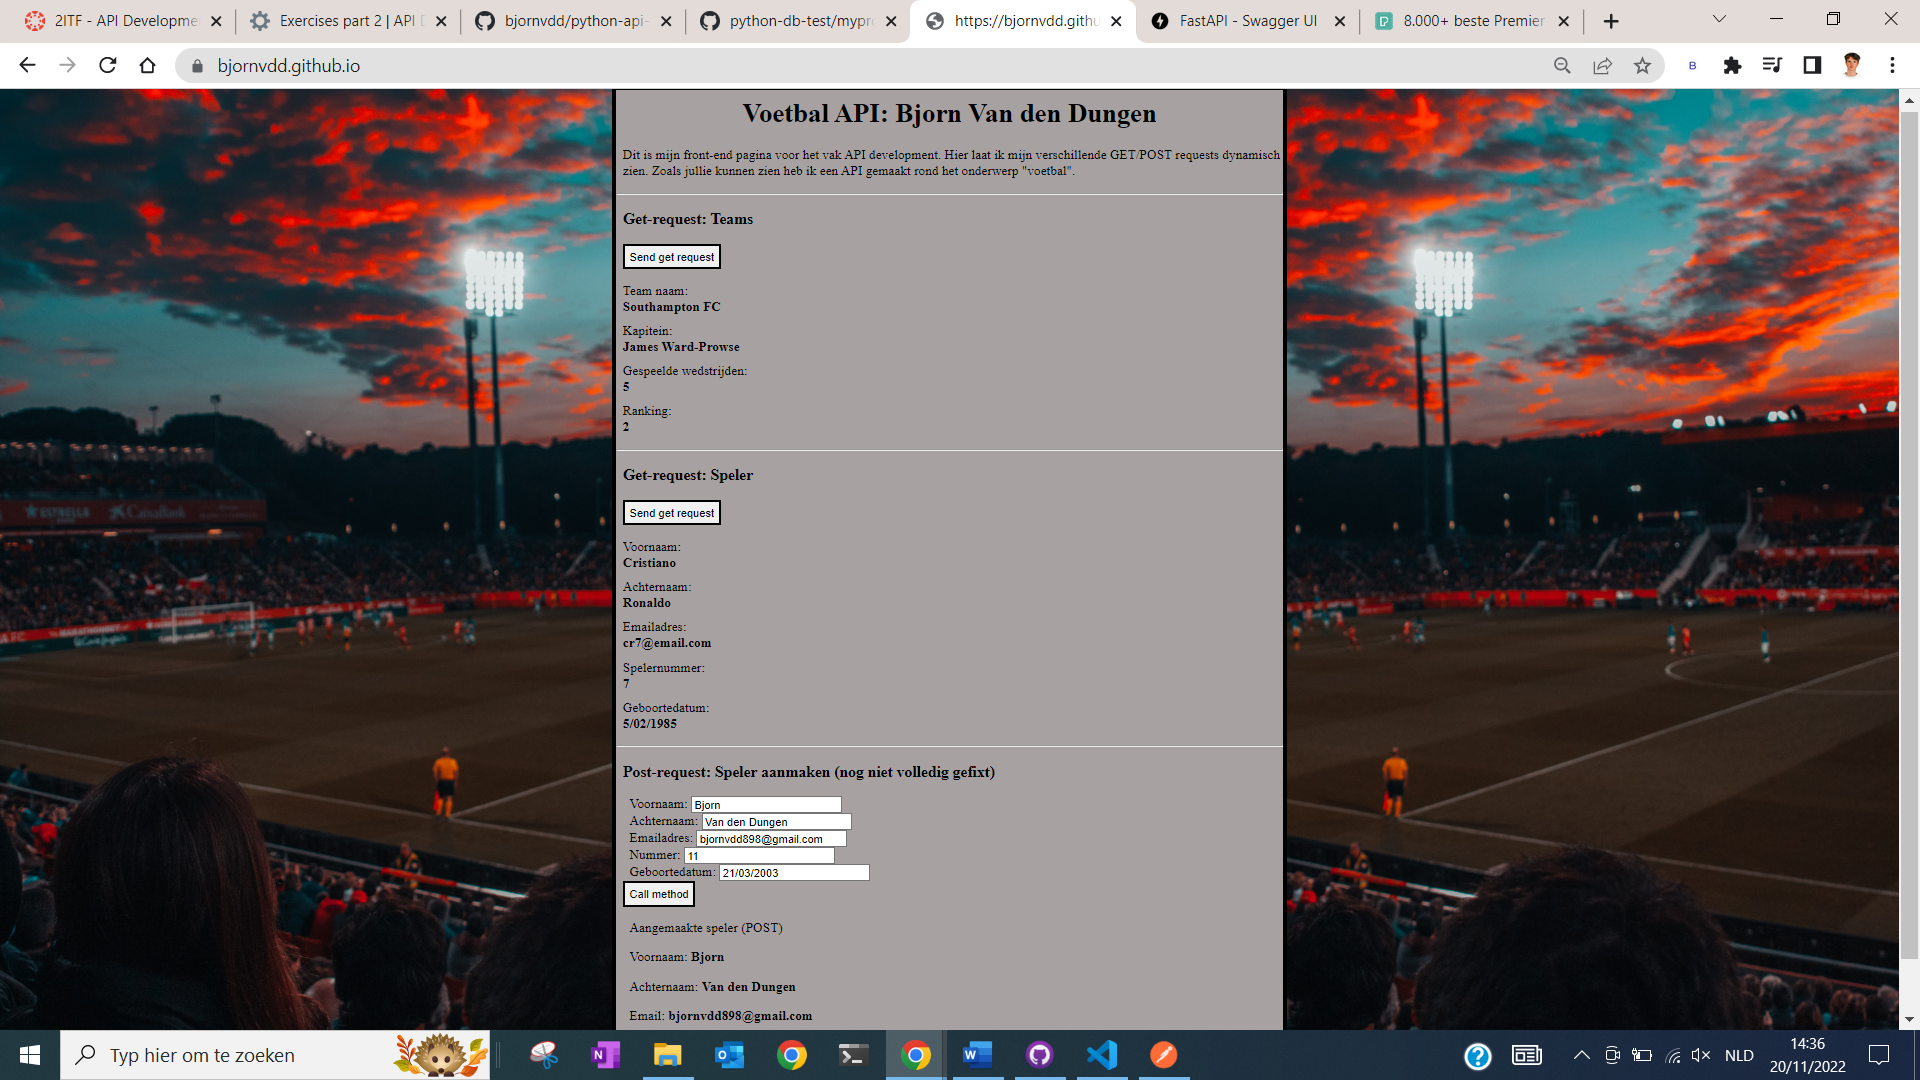 2ITF - API Developme
Exercises part 2 | API D
bjornvdd/python-api-
python-db-test/mypro
https://bjornvdd.githu
FastAPI - Swagger UI
8.000+ beste Premier
bjornvdd.github.io
Voetbal API: Bjorn Van den Dungen
Dit is mijn front-end pagina voor het vak API development. Hier laat ik mijn verschillende GET/POST requests dynamisch
zien. Zoals jullie kunnen zien heb ik een API gemaakt rond het onderwerp "voetbal".
Get-request: Teams
Send get request
Team naam:
Southampton FC
Kapitein:
James Ward-Prowse
Gespeelde wedstrijden:
5
Ranking:
2
Get-request: Speler
Send get request
Voornaam:
Cristiano
Achternaam:
Ronaldo
Emailadres:
cr7@email.com
Spelernummer:
7
Geboortedatum:
5/02/1985
Post-request: Speler aanmaken (nog niet volledig gefixt)
Voornaam: Bjorn
Achternaam: Van den Dungen
Emailadres: bjornvdd898@gmail.com
Nummer: 11
Geboortedatum: 21/03/2003
Call method
Aangemaakte speler (POST)
Voornaam: Bjorn
Achternaam: Van den Dungen
Email: bjornvdd898@gmail.com
ESTRELLA
CaixaBank
Typ hier om te zoeken
NLD
14:36
20/11/2022